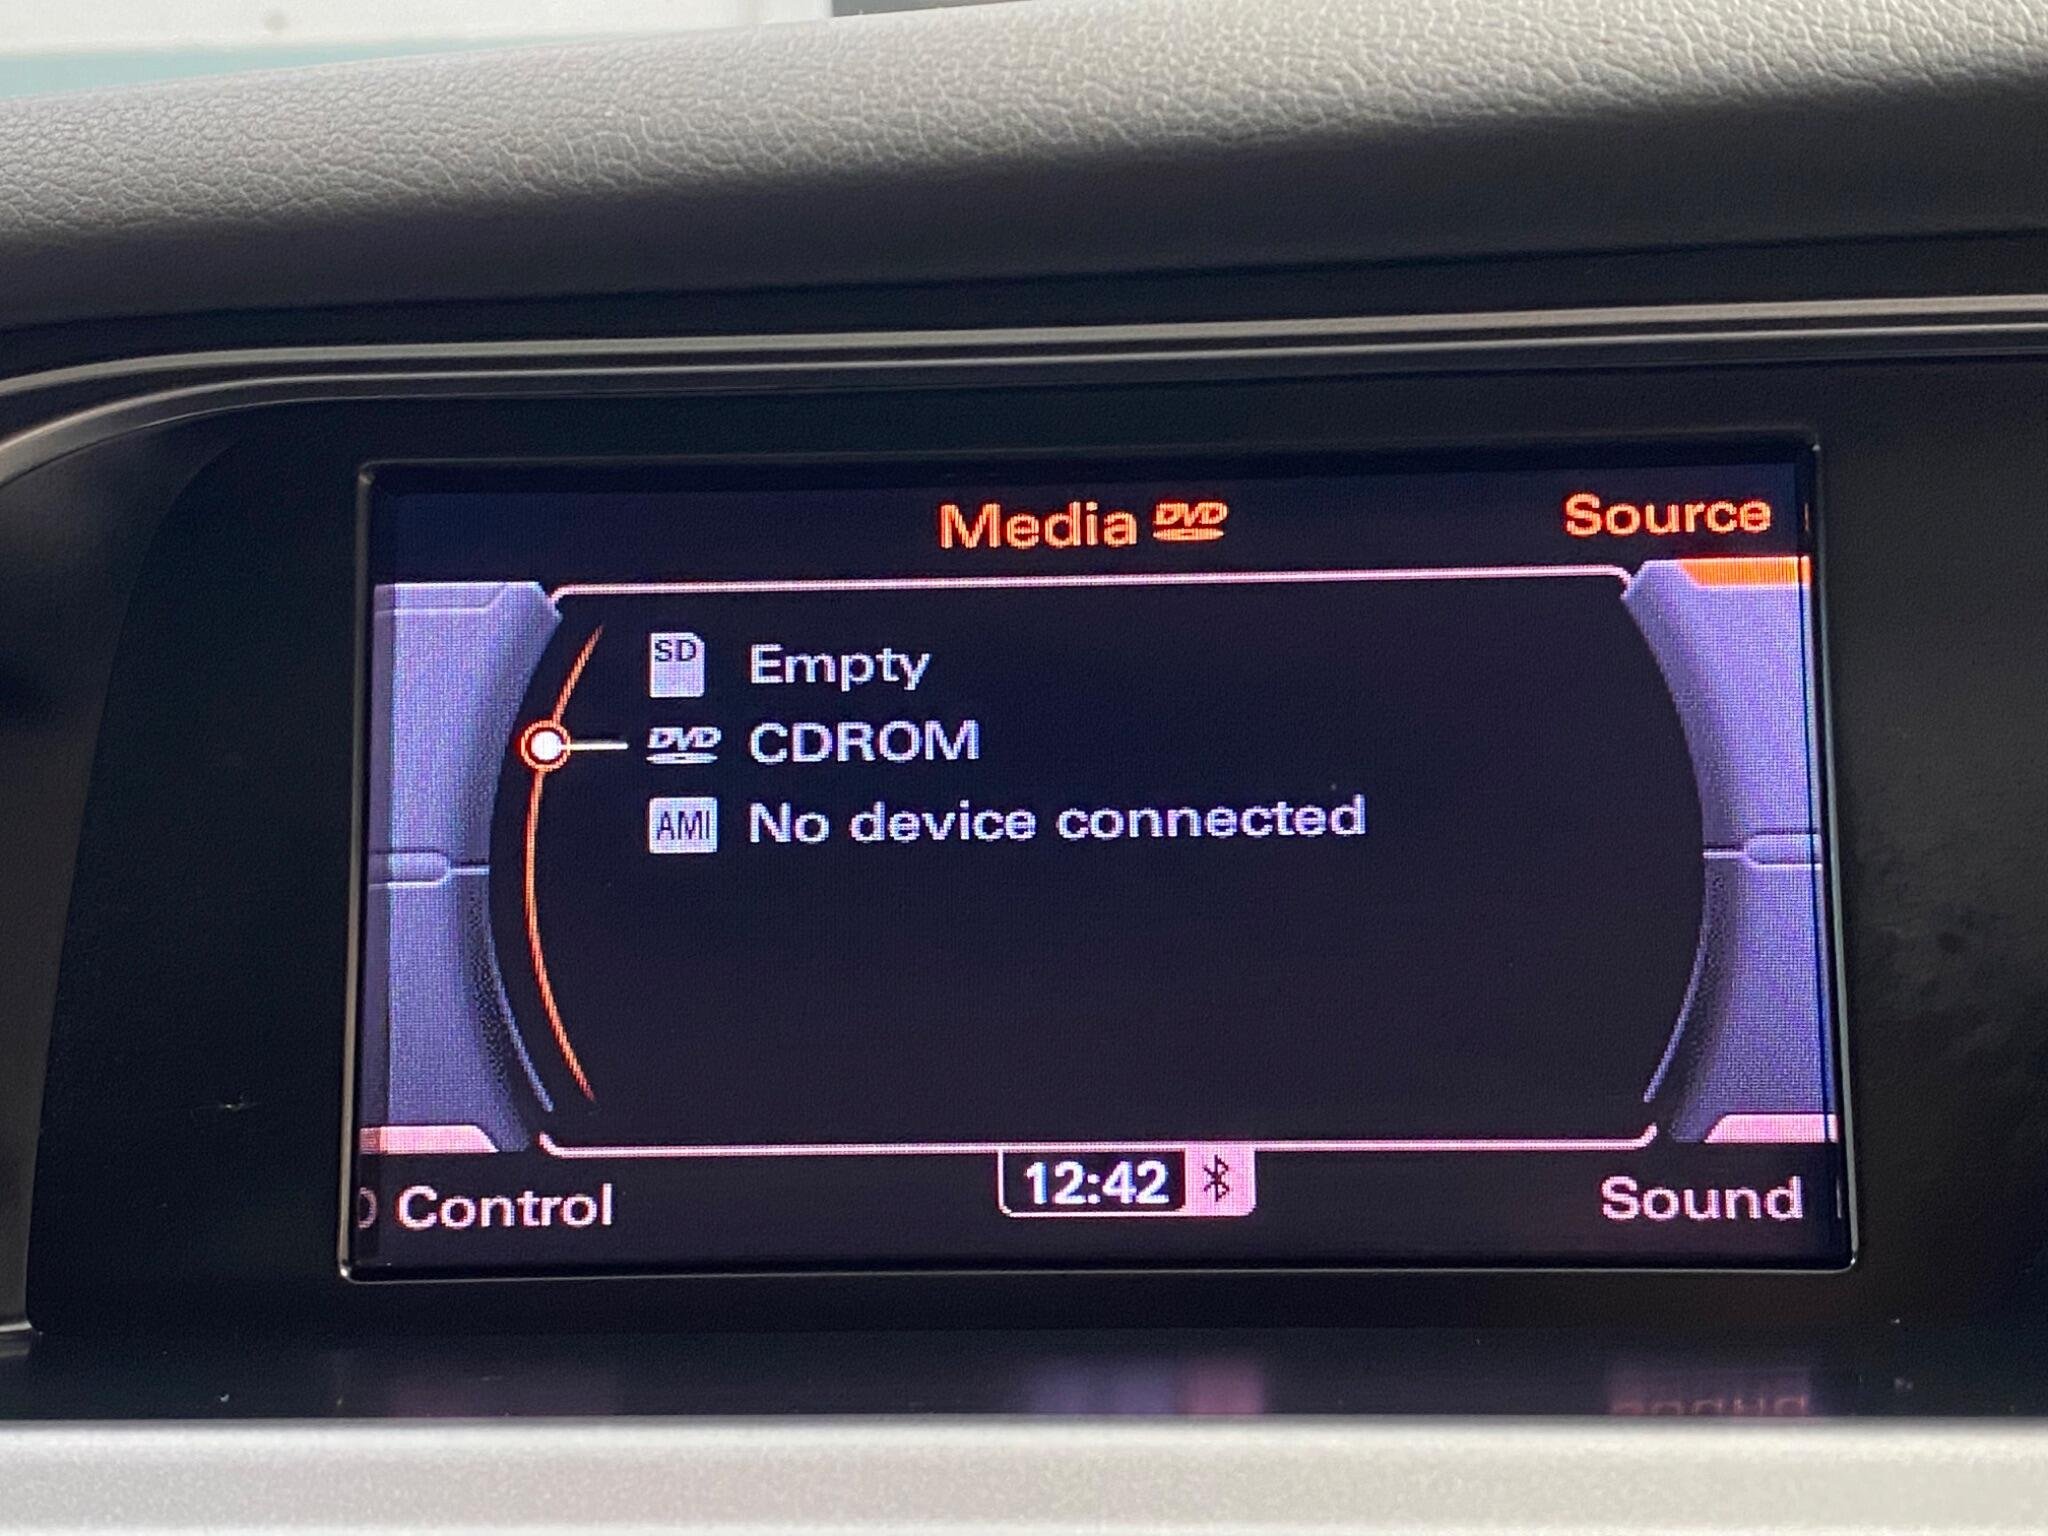 Media DVD
Source
SD Empty
DVD CDROM
AMI No device connected
Control
12:42
Sound